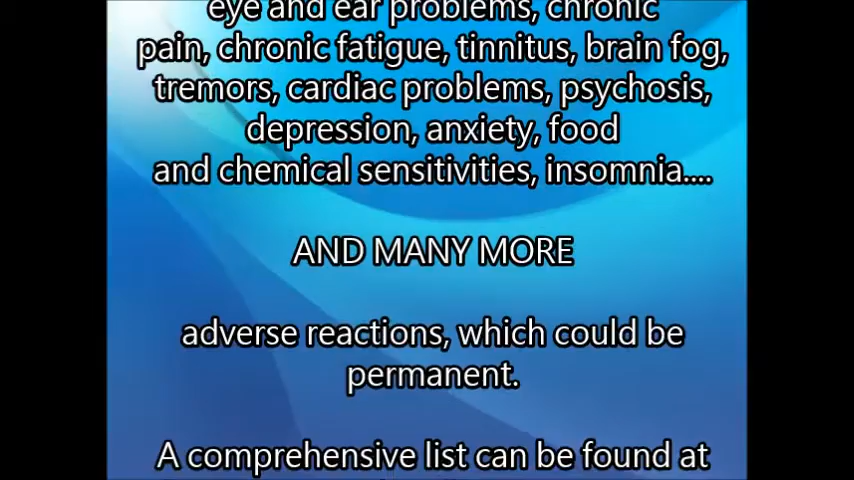 eye and ear problems, chronic
pain, chronic fatigue, tinnitus, brain fog,
tremors, cardiac problems, psychosis,
depression, anxiety, food
and chemical sensitivities, insomnia....
AND MANY MORE
adverse reactions, which could be
permanent.
A comprehensive list can be found at